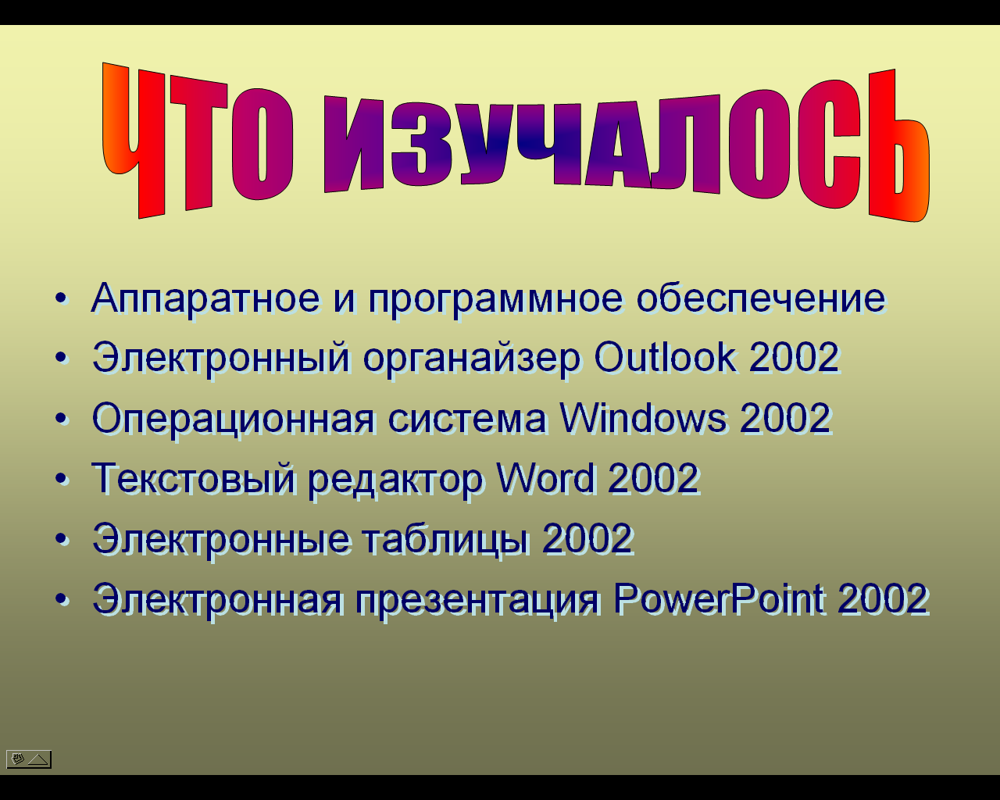 ЧТО ИЗУЧАЛОСЬ
• Аппаратное и программное обеспечение
• Электронный органайзер Outlook 2002
• Операционная система Windows 2002
• Текстовый редактор Word 2002
• Электронные таблицы 2002
• Электронная презентация PowerPoint 2002